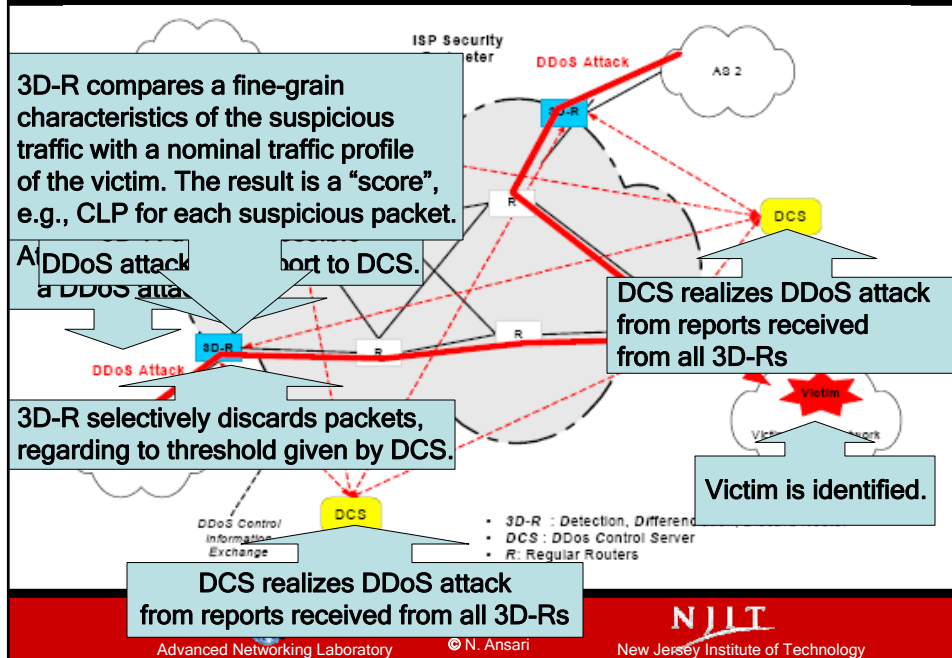 ISP Security
DDoS Attack
AS 2
3D-R compares a fine-grain
characteristics of the suspicious
traffic with a nominal traffic profile
of the victim. The result is a “score”,
e.g., CLP for each suspicious packet.
3D-R
R
DCS
DDoS attack
port to DCS.
a DDoS
DCS realizes DDoS attack
from reports received
from all 3D-Rs
R
R
3D-R
DDoS Attack
Victim
3D-R selectively discards packets,
regarding to threshold given by DCS.
Victim is identified.
DCS
DDoS Control
Information
Exchange
• 3D-R : Detection,
• DCS : DDos Control Server
• R: Regular Routers
DCS realizes DDoS attack
from reports received from all 3D-Rs
Advanced Networking Laboratory
© N. Ansari
NJIT
New Jersey Institute of Technology